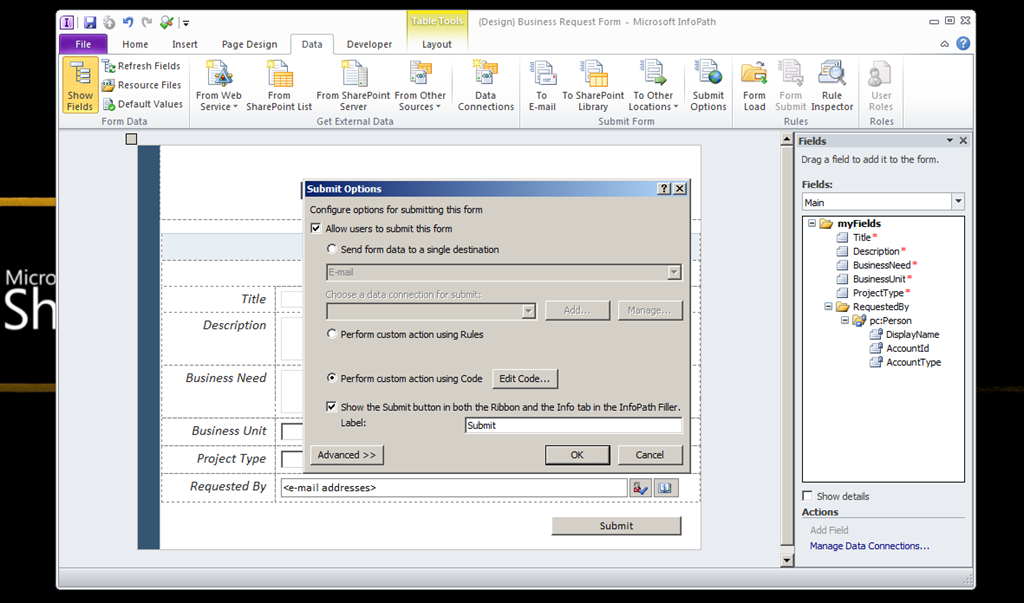 Table Tools
(Design) Business Request Form - Microsoft InfoPath
File Home Insert Page Design Data Developer Layout
Show Fields
Refresh Fields
Resource Files
Default Values
Form Data
From Web Service
From SharePoint List
From SharePoint Server
From Other Sources
Get External Data
Data Connections
To E-mail
To SharePoint Library
To Other Locations
Submit Options
Submit Form
Form Load
Form Submit
Rule Inspector
Rules
User Roles
Roles
Micro
Sh
Title
Description
Business Need
Business Unit
Project Type
Requested By
<e-mail addresses>
Submit
Submit Options
Configure options for submitting this form
Allow users to submit this form
Send form data to a single destination
E-mail
Choose a data connection for submit:
Add...
Manage...
Perform custom action using Rules
Perform custom action using Code
Edit Code...
Show the Submit button in both the Ribbon and the Info tab in the InfoPath Filler.
Label:
Submit
Advanced >>
OK
Cancel
Fields
Drag a field to add it to the form.
Fields:
Main
myFields
Title *
Description *
BusinessNeed *
BusinessUnit *
ProjectType *
RequestedBy
pc:Person
DisplayName
AccountId
AccountType
Show details
Actions
Add Field
Manage Data Connections...